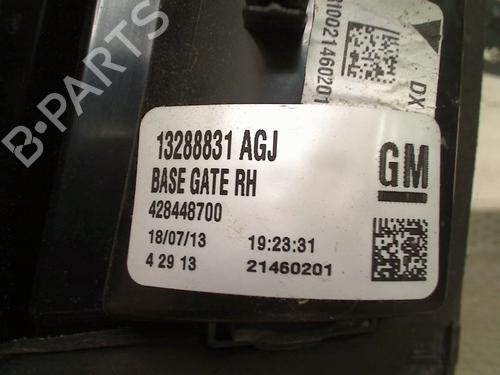 B-PARTS
R10021460201
DX
13288831 AGJ
BASE GATE RH
GM
428448700
18/07/13 19:23:31
4 29 13 21460201